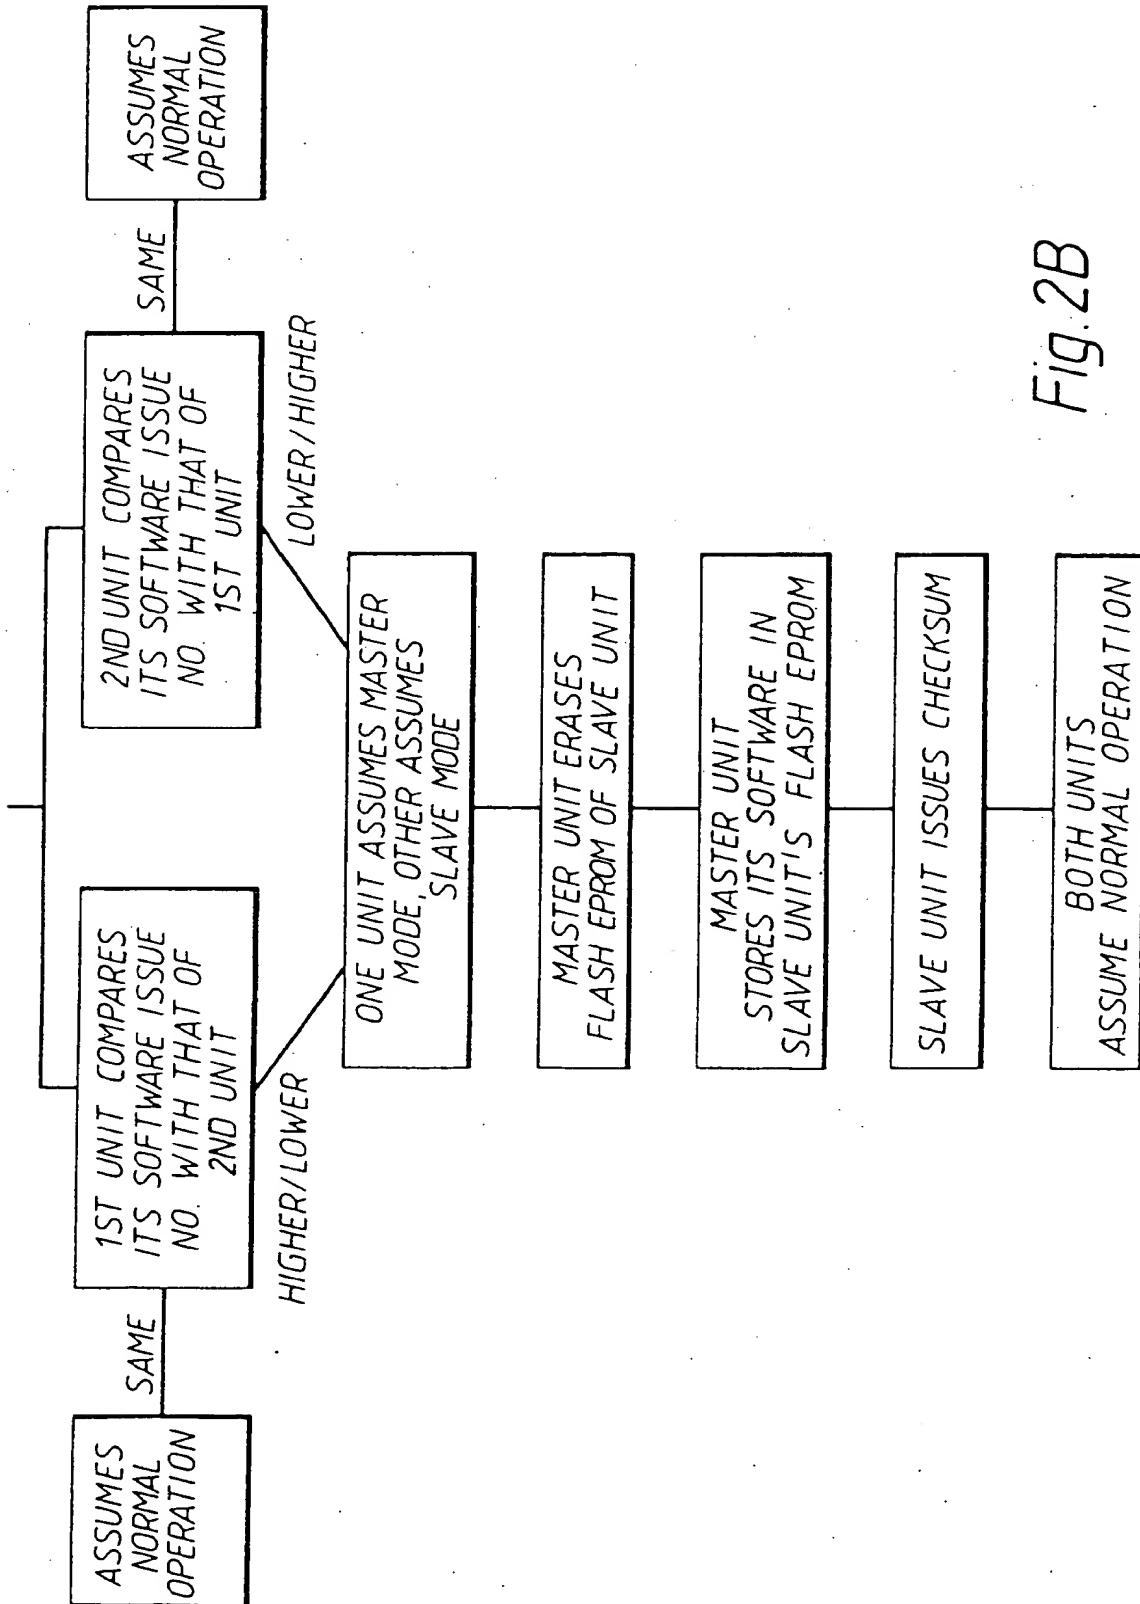 1ST UNIT COMPARES
ITS SOFTWARE ISSUE
NO. WITH THAT OF
2ND UNIT
2ND UNIT COMPARES
ITS SOFTWARE ISSUE
NO. WITH THAT OF
1ST UNIT
SAME
SAME
ASSUMES
NORMAL
OPERATION
ASSUMES
NORMAL
OPERATION
HIGHER/LOWER
LOWER/HIGHER
ONE UNIT ASSUMES MASTER
MODE, OTHER ASSUMES
SLAVE MODE
MASTER UNIT ERASES
FLASH EPROM OF SLAVE UNIT
MASTER UNIT
STORES ITS SOFTWARE IN
SLAVE UNIT'S FLASH EPROM
SLAVE UNIT ISSUES CHECKSUM
BOTH UNITS
ASSUME NORMAL OPERATION
Fig.2B